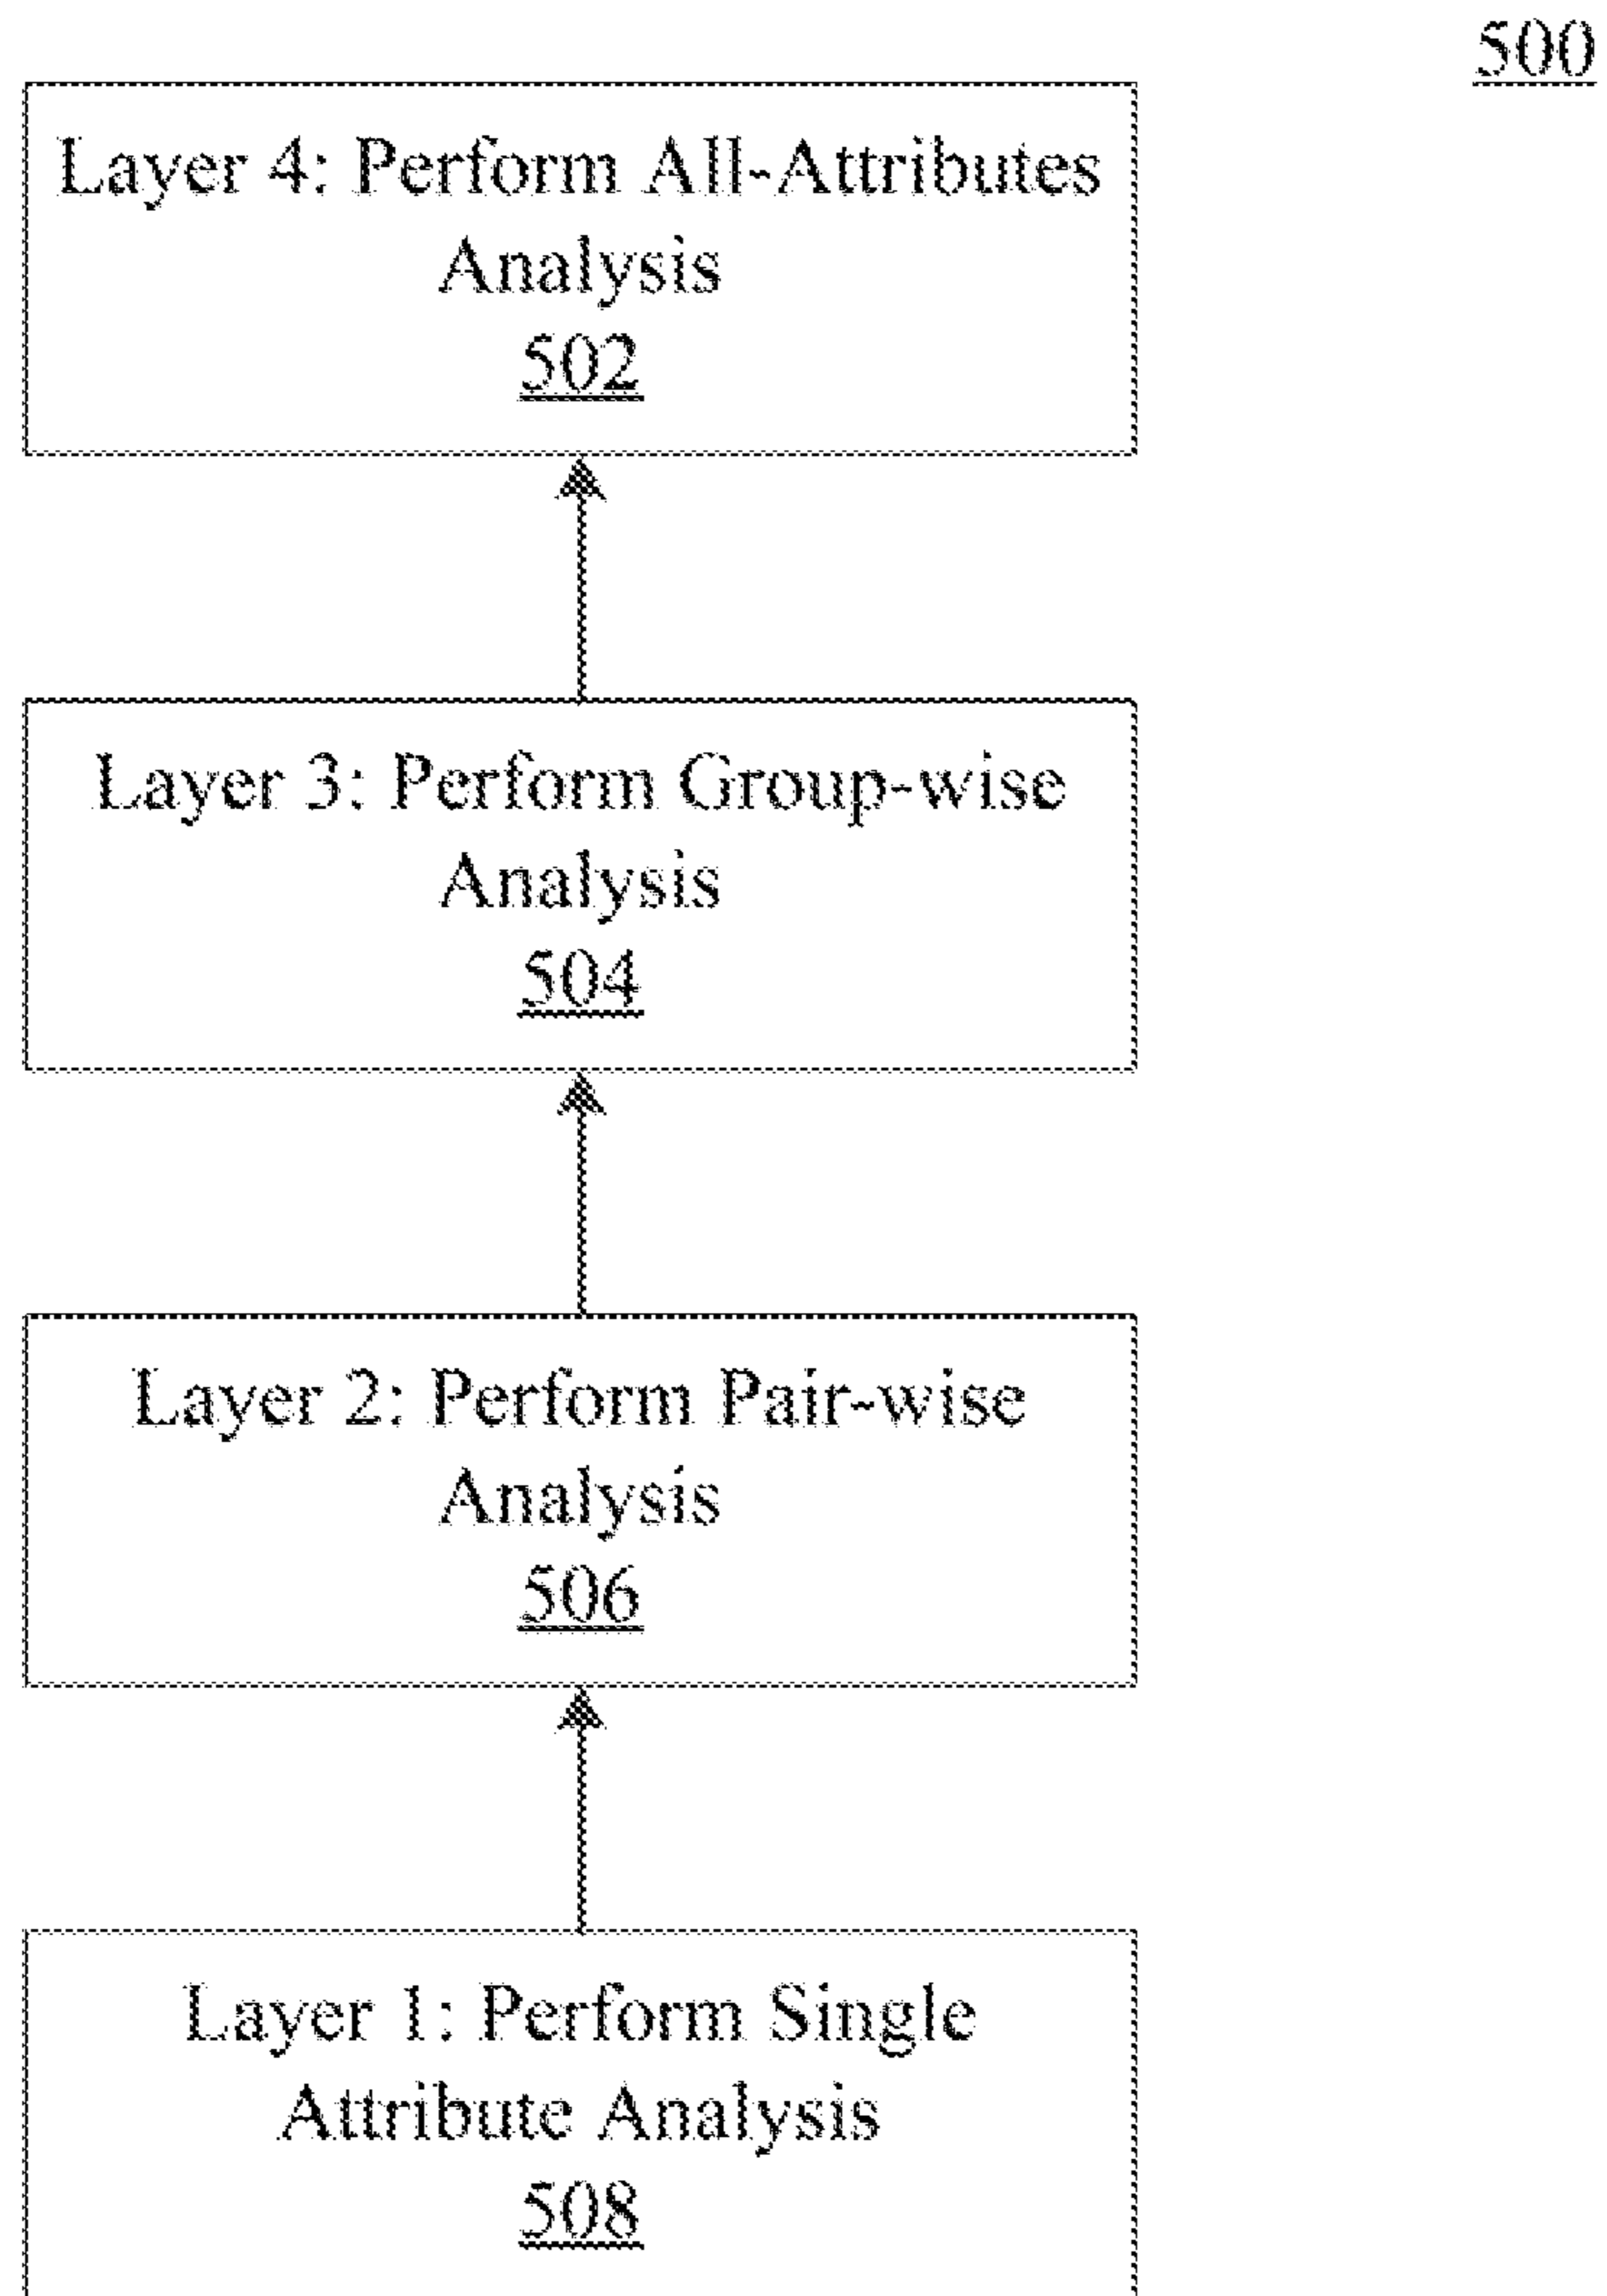 500
Layer 4: Perform All-Attributes
Analysis
502
Layer 3: Perform Group-wise
Analysis
504
Layer 2: Perform Pair-wise
Analysis
506
Layer 1: Perform Single
Attribute Analysis
508